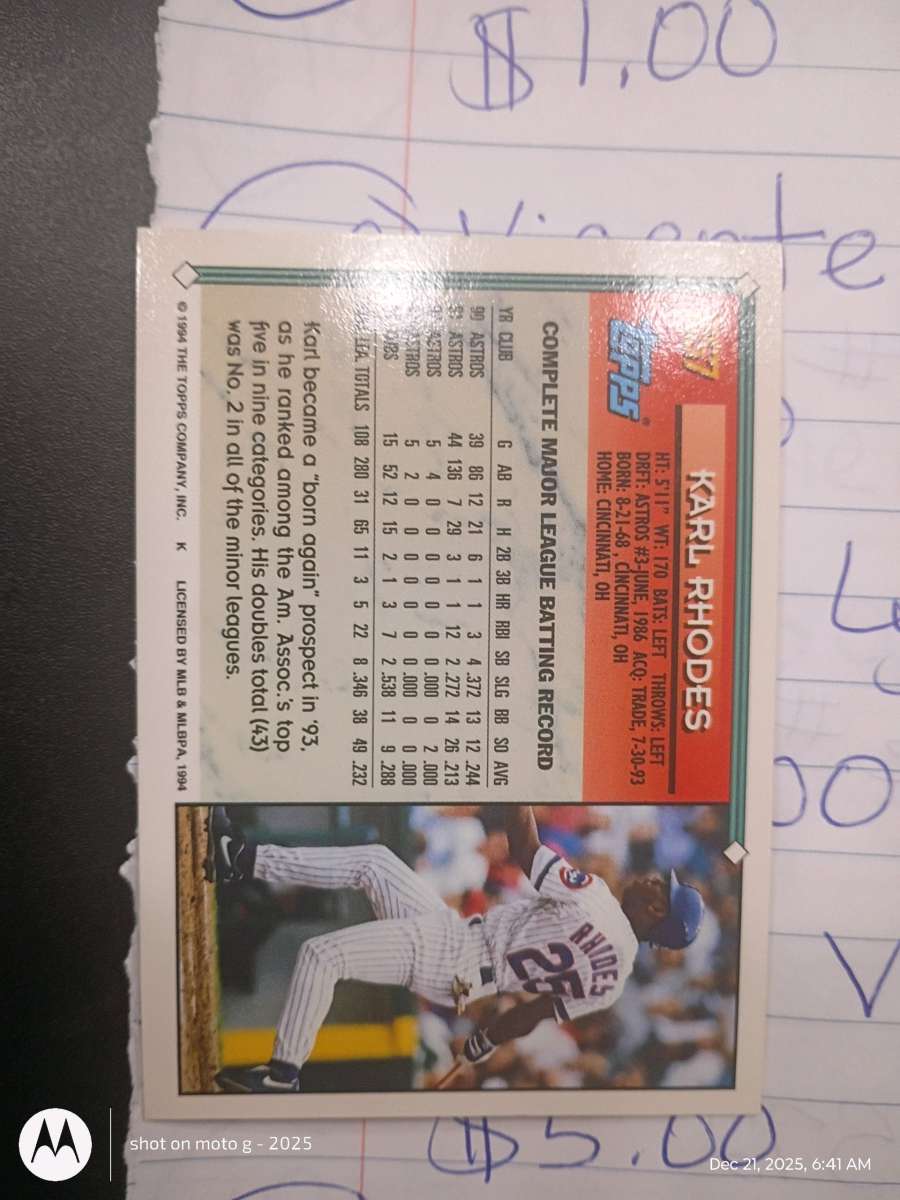 $1.00
KARL RHODES
HT: 5'11" WT: 170 BATS: LEFT THROWS: LEFT
DRFT: ASTROS #3-JUNE, 1986 ACQ: TRADE, 7-30-93
BORN: 8-21-68, CINCINNATI, OH
HOME: CINCINNATI, OH
TOPPS®
COMPLETE MAJOR LEAGUE BATTING RECORD
YR CLUB G AB R H 2B 3B HR RBI SB SLG BB SO AVG
90 ASTROS 39 86 12 21 6 1 1 3 4 .372 13 12 .244
91 ASTROS 44 136 7 29 3 1 1 12 2 .272 14 26 .213
ASTROS 5 4 0 0 0 0 0 0 0 .000 0 2 .000
ASTROS 5 2 0 0 0 0 0 0 0 .000 0 0 .000
CUBS 15 52 12 15 2 1 3 7 2 .538 11 9 .288
LEA. TOTALS 108 280 31 65 11 3 5 22 8 .346 38 49 .232
Karl became a "born again" prospect in '93,
as he ranked among the Am. Assoc.'s top
five in nine categories. His doubles total (43)
was No. 2 in all of the minor leagues.
© 1994 THE TOPPS COMPANY, INC. K LICENSED BY MLB & MLBPA, 1994
RHODES
25
$5.00
shot on moto g - 2025
Dec 21, 2025, 6:41 AM